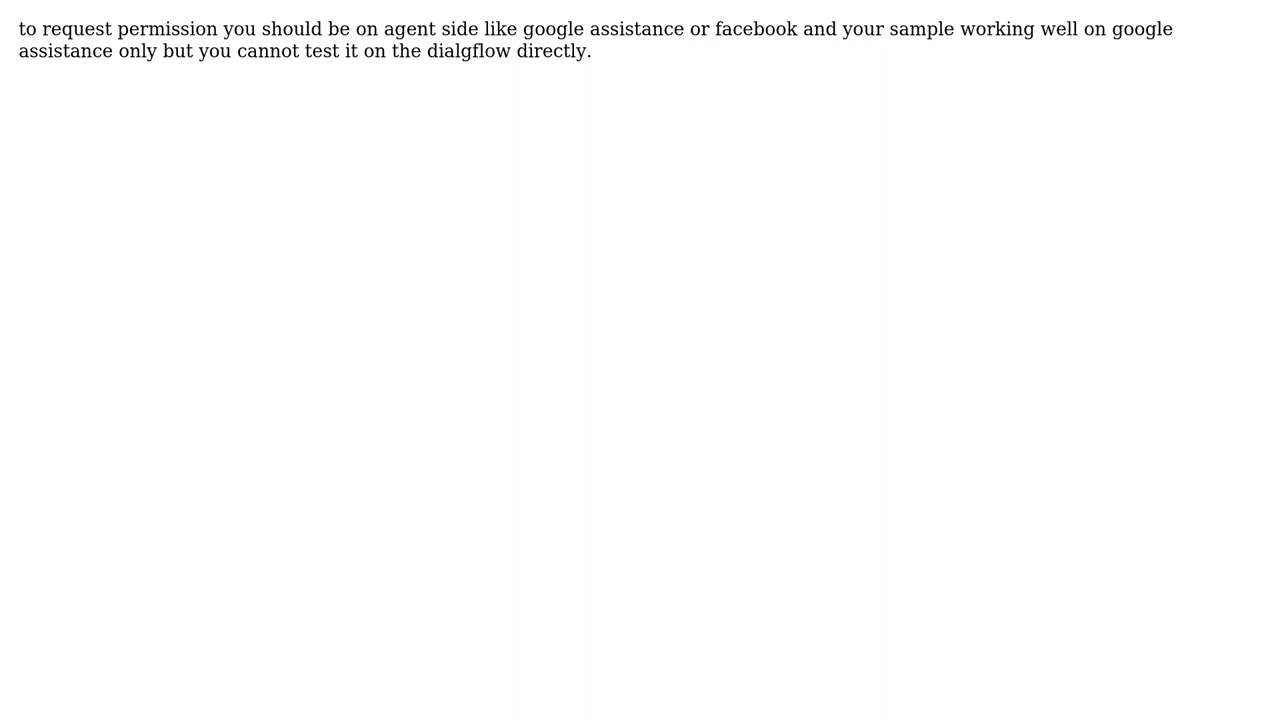 to request permission you should be on agent side like google assistance or facebook and your sample working well on google
assistance only but you cannot test it on the dialgflow directly.